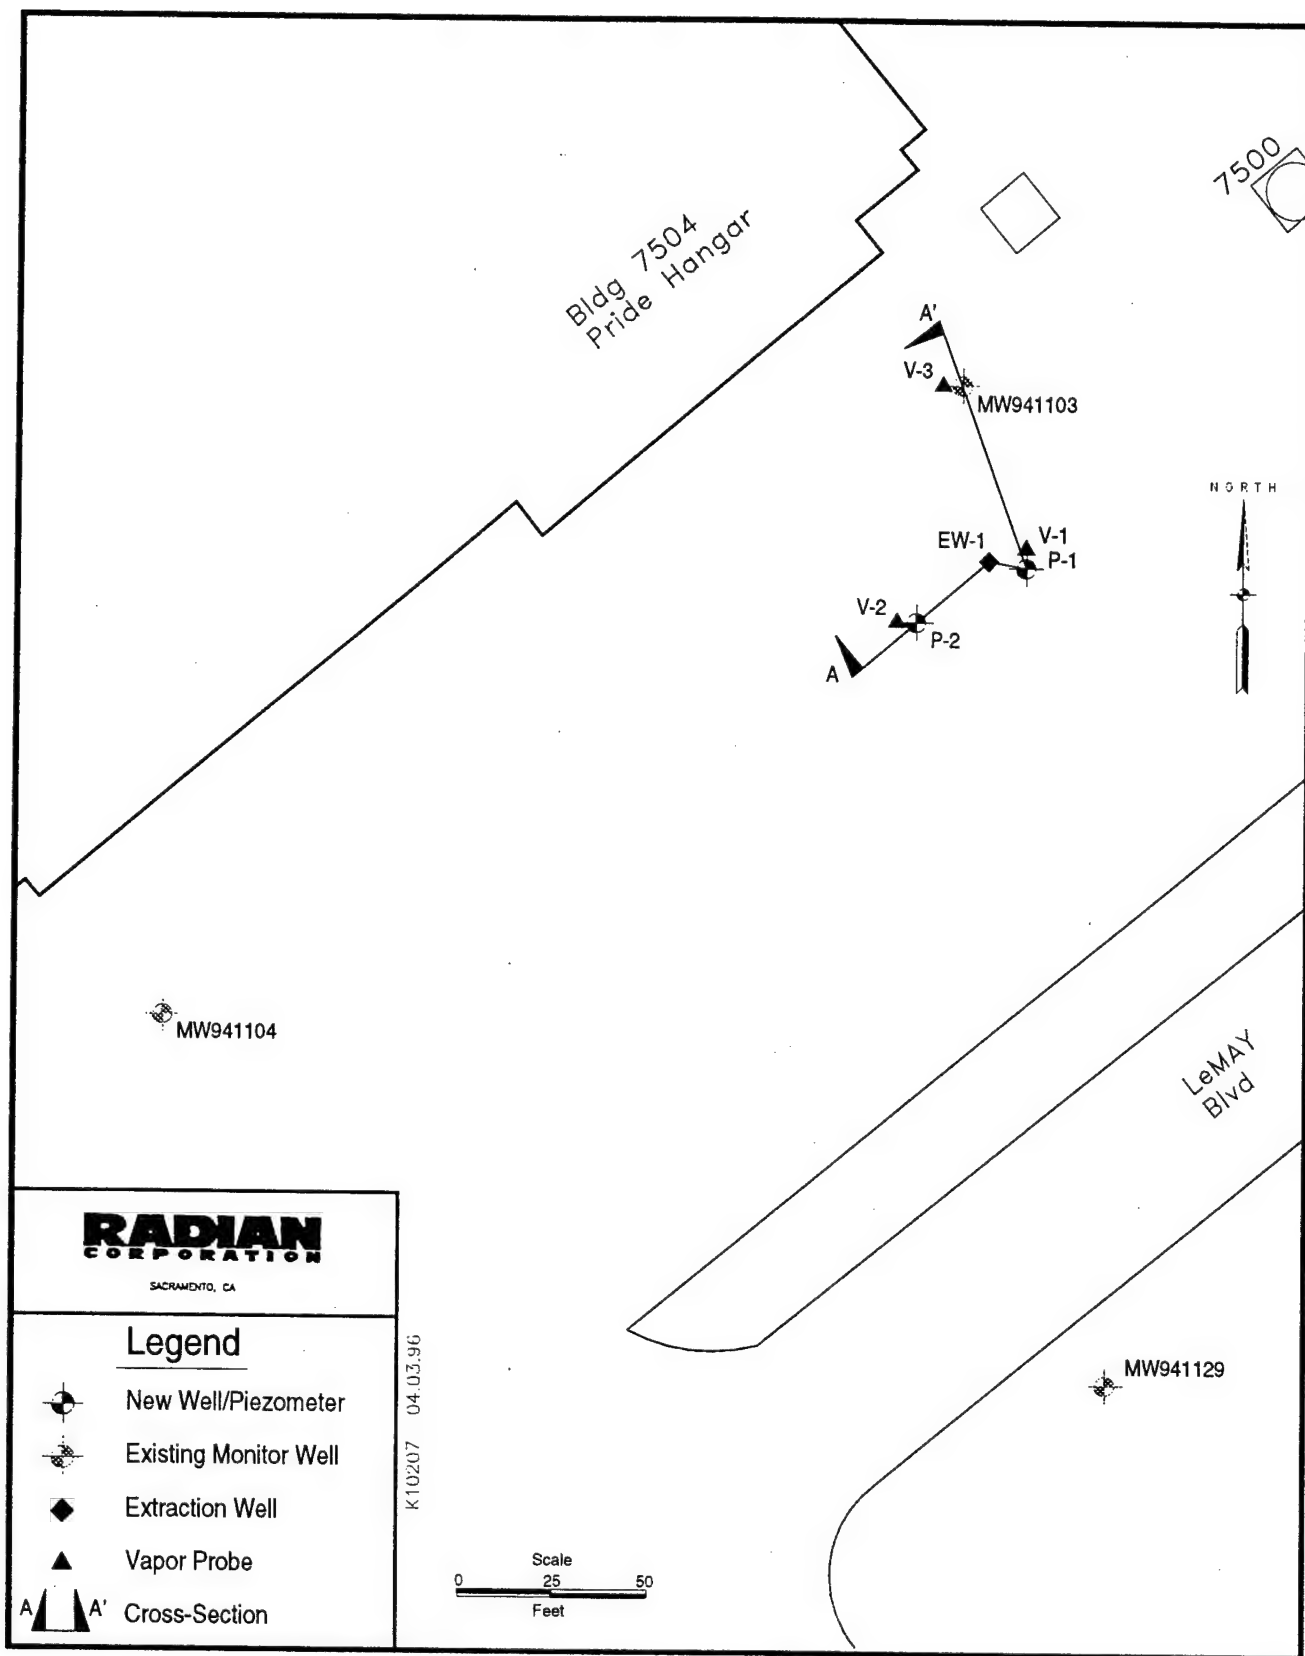 7500
Bldg 7504
Pride Hangar
A'
V-3
MW941103
NORTH
EW-1
V-1
P-1
V-2
P-2
A
MW941104
LeMAY
Blvd
RADIAN
CORPORATION
SACRAMENTO, CA
Legend
New Well/Piezometer
Existing Monitor Well
Extraction Well
Vapor Probe
A A' Cross-Section
K10207 04.03.96
MW941129
Scale
0 25 50
Feet